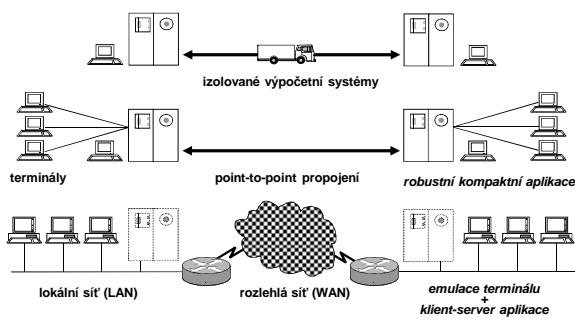 izolované výpočetní systémy
terminály
point-to-point propojení
robustní kompaktní aplikace
lokální síť (LAN)
rozlehlá síť (WAN)
emulace terminálu
+
klient-server aplikace